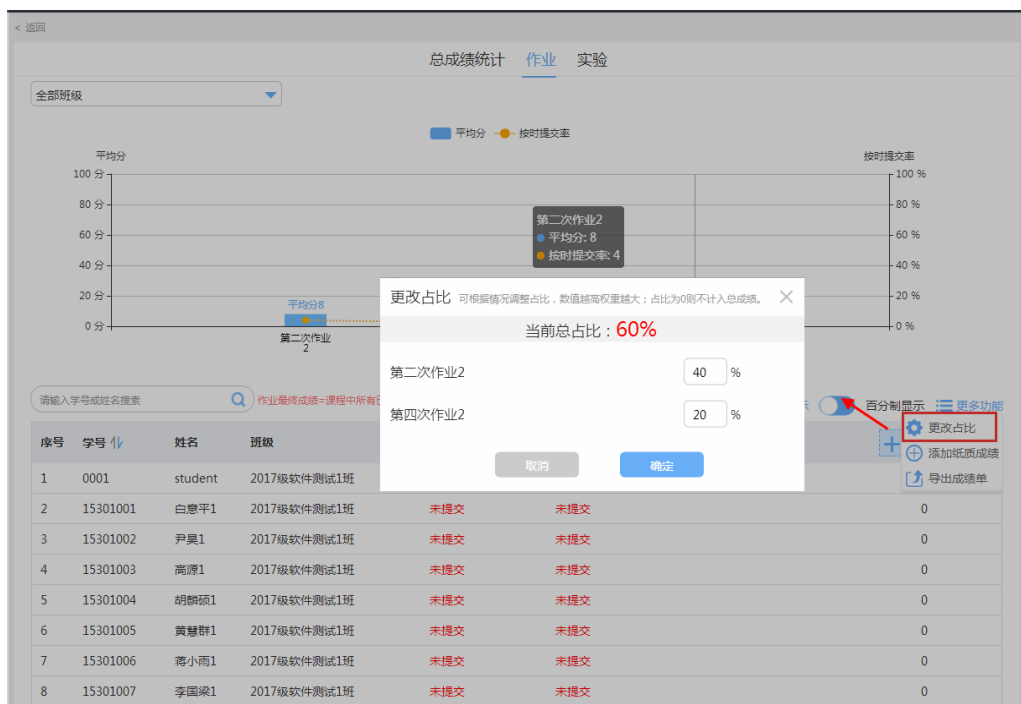 < 返回
总成绩统计 作业 实验
全部班级
平均分 按时提交率
平均分 按时提交率
100 分 100 %
80 分 80 %
60 分 60 %
40 分 40 %
20 分 20 %
0 分 0 %
第二次作业2
平均分: 8
按时提交率: 4
平均分8
第二次作业
2
更改占比 可根据情况调整占比，数值越高权重越大；占比为0则不计入总成绩。
当前总占比：60%
第二次作业2 40 %
第四次作业2 20 %
取消 确定
请输入学号或姓名搜索 作业最终成绩=课程中所有 百分制显示 更多功能
更改占比
添加纸质成绩
导出成绩单
序号 学号 姓名 班级
1 0001 student 2017级软件测试1班
2 15301001 白意平1 2017级软件测试1班 未提交 未提交 0
3 15301002 尹昊1 2017级软件测试1班 未提交 未提交 0
4 15301003 高源1 2017级软件测试1班 未提交 未提交 0
5 15301004 胡麟硕1 2017级软件测试1班 未提交 未提交 0
6 15301005 黄慧群1 2017级软件测试1班 未提交 未提交 0
7 15301006 蒋小雨1 2017级软件测试1班 未提交 未提交 0
8 15301007 李国梁1 2017级软件测试1班 未提交 未提交 0